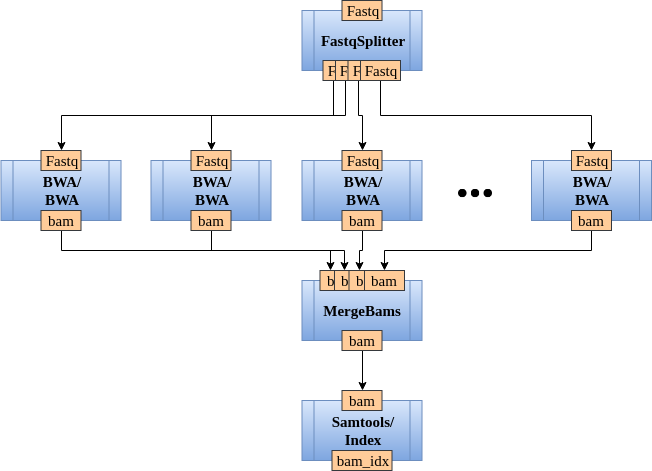 Fastq
FastqSplitter
F F F Fastq
Fastq Fastq Fastq Fastq
BWA/ BWA/ BWA/ BWA/
BWA BWA BWA BWA
bam bam bam bam
b b b bam
MergeBams
bam
bam
Samtools/
Index
bam_idx